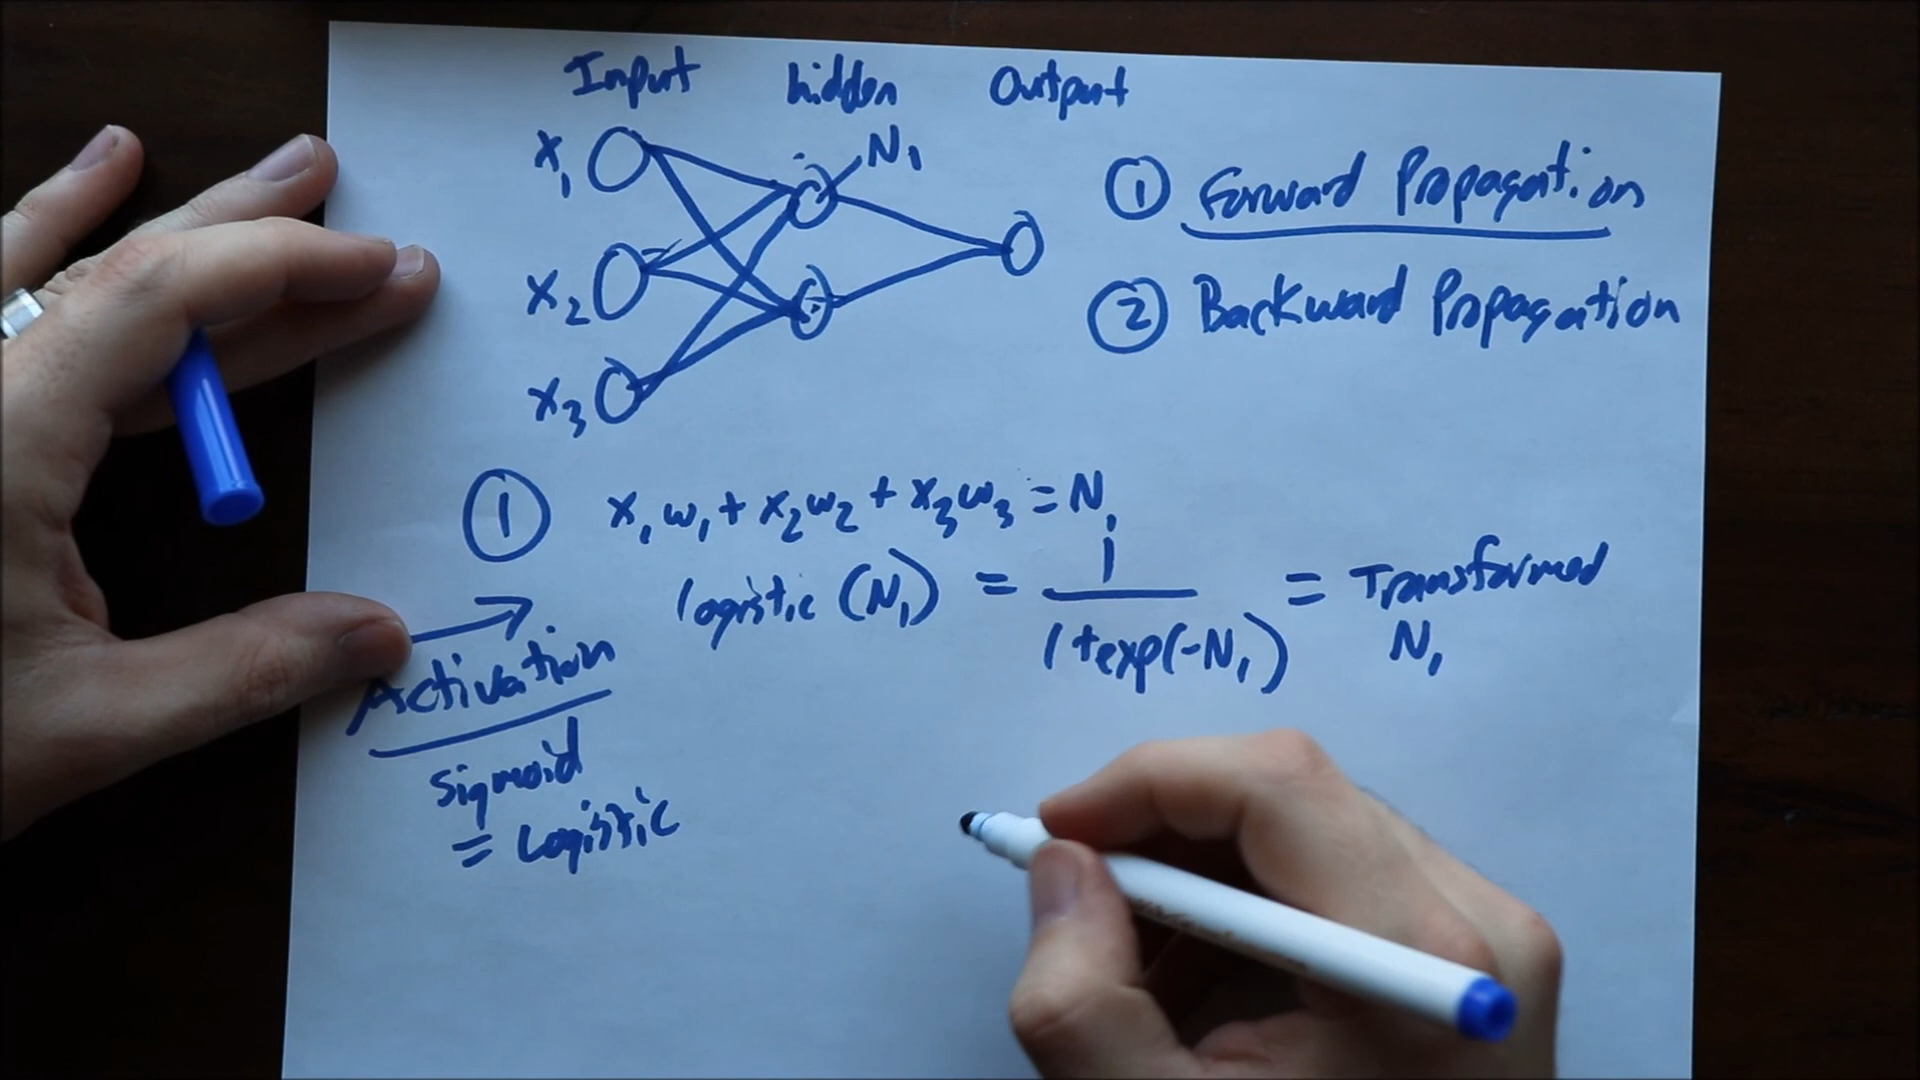 Input hidden Output
x₁
N₁
① Forward Propagation
x₂
② Backward Propagation
x₃
① x₁w₁ + x₂w₂ + x₃w₃ = N₁
logistic (N₁) = 1 / 1+exp(-N₁) = Transformed N₁
Activation
Sigmoid
= Logistic